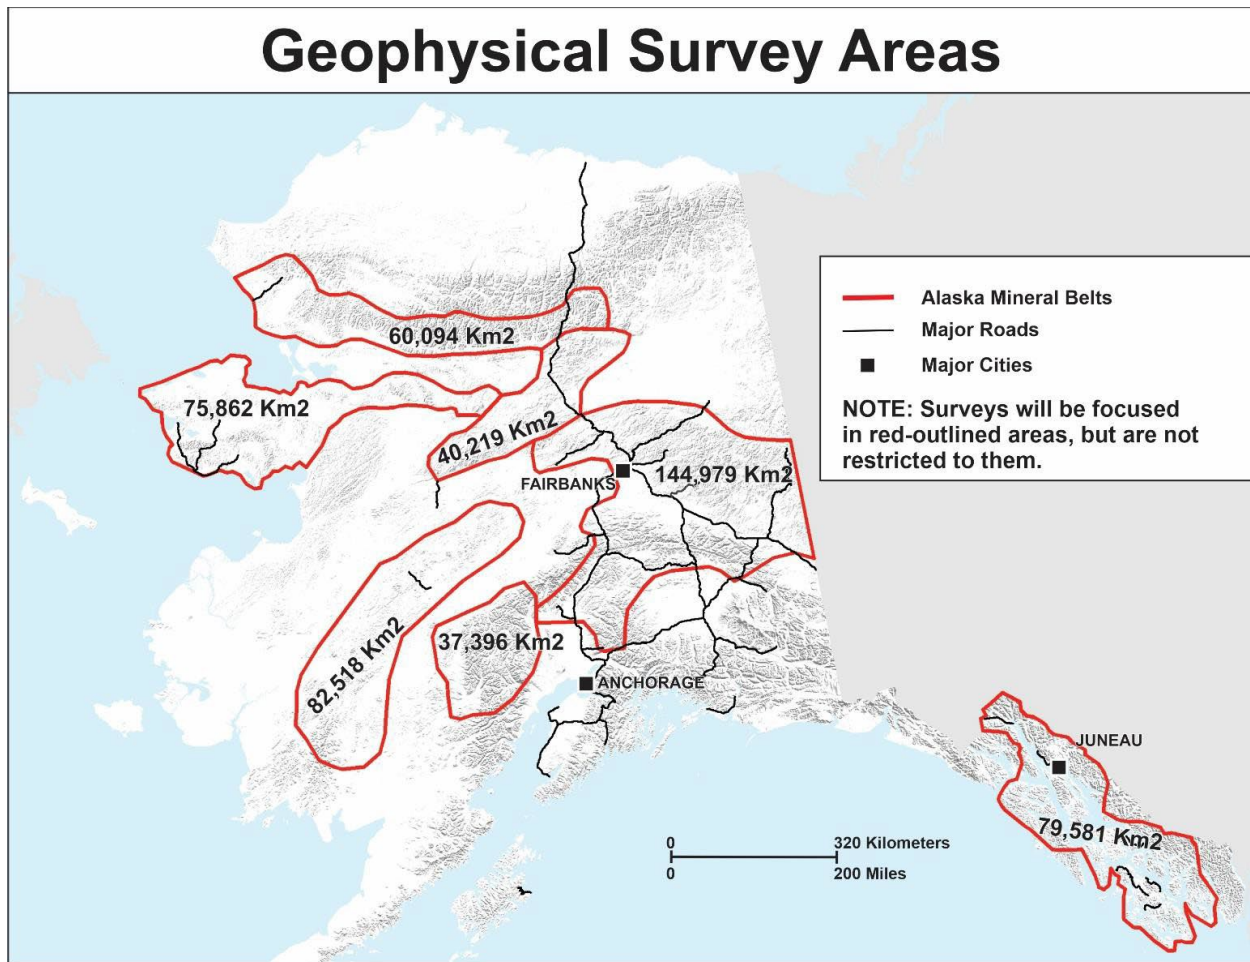 Geophysical Survey Areas
Alaska Mineral Belts
Major Roads
Major Cities
NOTE: Surveys will be focused
in red-outlined areas, but are not
restricted to them.
60,094 Km2
75,862 Km2
40,219 Km2
FAIRBANKS
144,979 Km2
82,518 Km2
37,396 Km2
ANCHORAGE
JUNEAU
79,581 Km2
0 320 Kilometers
0 200 Miles